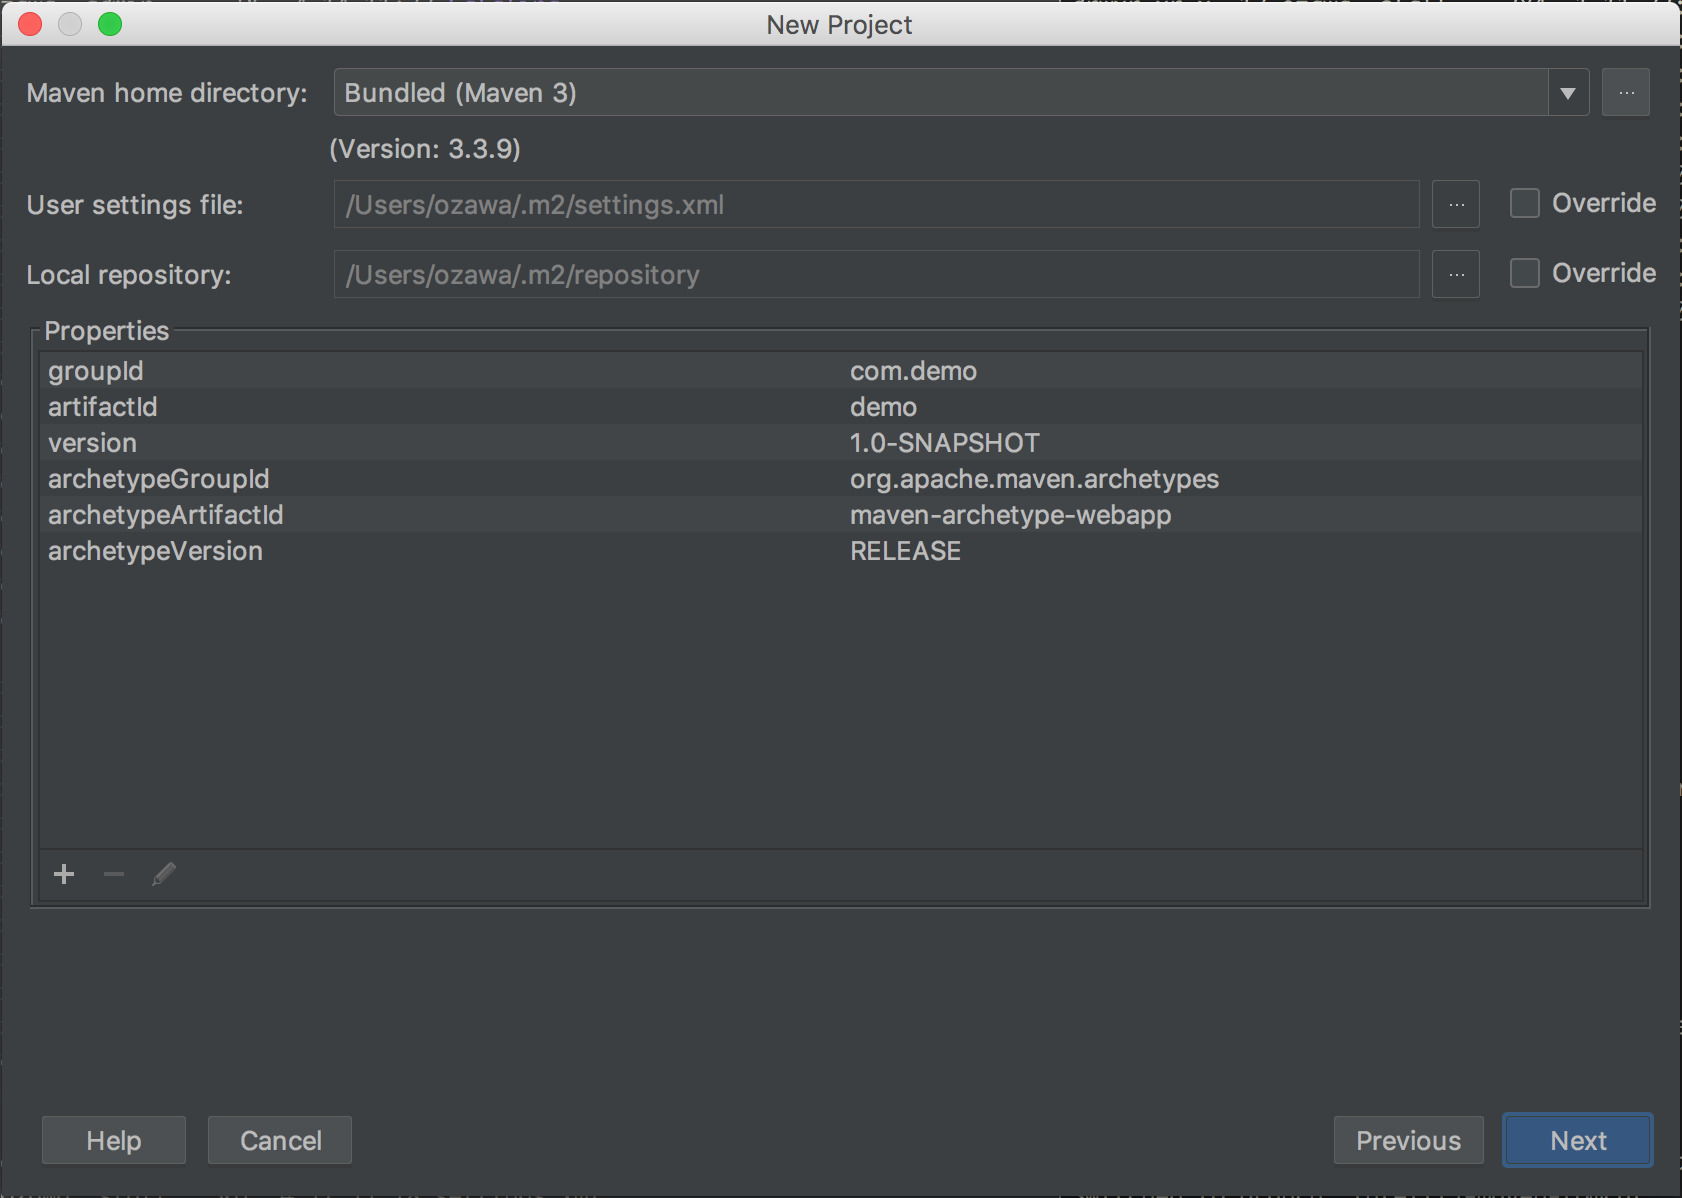 New Project
Maven home directory: Bundled (Maven 3) ...
(Version: 3.3.9)
User settings file: /Users/ozawa/.m2/settings.xml ... Override
Local repository: /Users/ozawa/.m2/repository ... Override
Properties
groupId com.demo
artifactId demo
version 1.0-SNAPSHOT
archetypeGroupId org.apache.maven.archetypes
archetypeArtifactId maven-archetype-webapp
archetypeVersion RELEASE
Help Cancel Previous Next